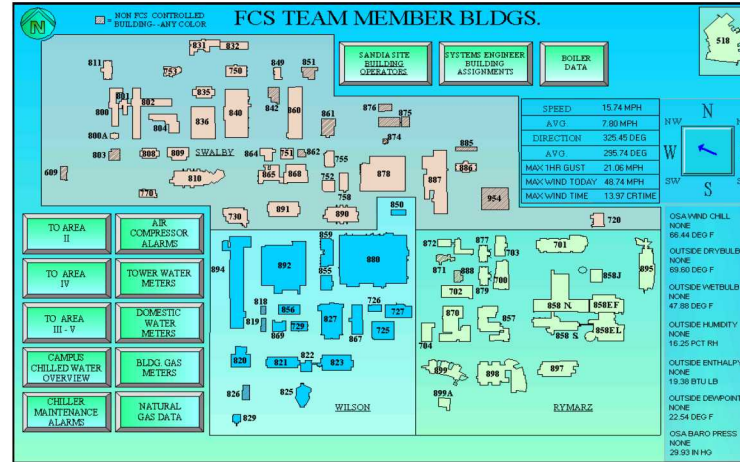 N
= NON FCS CONTROLLED
BUILDING--ANY COLOR
FCS TEAM MEMBER BLDGS.
518
SANDIA SITE
BUILDING
OPERATORS
SYSTEMS ENGINEER
BUILDING
ASSIGNMENTS
BOILER
DATA
831 832
811 753 750 849 851
835 842
801
800 802 804 836 840 860 861
876 875
874
800A
803 808 809 SWALBY 864 751 862 755
885
609 810 865 868 752 878 887 886
770 758 954
730 891 890 850
720
SPEED 15.74 MPH
AVG. 7.80 MPH
DIRECTION 325.45 DEG
AVG. 295.74 DEG
MAX 1HR GUST 21.06 MPH
MAX WIND TODAY 48.74 MPH
MAX WIND TIME 13.97 CRTIME
N
NW
W
SW
S
TO AREA
II
AIR
COMPRESSOR
ALARMS
TO AREA
IV
TOWER WATER
METERS
TO AREA
III - V
DOMESTIC
WATER
METERS
CAMPUS
CHILLED WATER
OVERVIEW
BLDG. GAS
METERS
CHILLER
MAINTENANCE
ALARMS
NATURAL
GAS DATA
894 892 859 855 880
818 856 726 727
819 869 729 827 867 725
820 821 822 823
826 825
829
WILSON
872 877 703 701
871 888 879 700 858J 895
702 858 N. 858EF
870 857 858 S. 858EL
704
899 898 897
899A
RYMARZ
OSA WIND CHILL
NONE
66.44 DEG F
OUTSIDE DRYBULB
NONE
69.60 DEG F
OUTSIDE WETBULB
NONE
47.88 DEG F
OUTSIDE HUMIDITY
NONE
16.25 PCT RH
OUTSIDE ENTHALPY
NONE
19.38 BTU LB
OUTSIDE DEWPOINT
NONE
22.54 DEG F
OSA BARO PRESS
NONE
29.93 IN HG